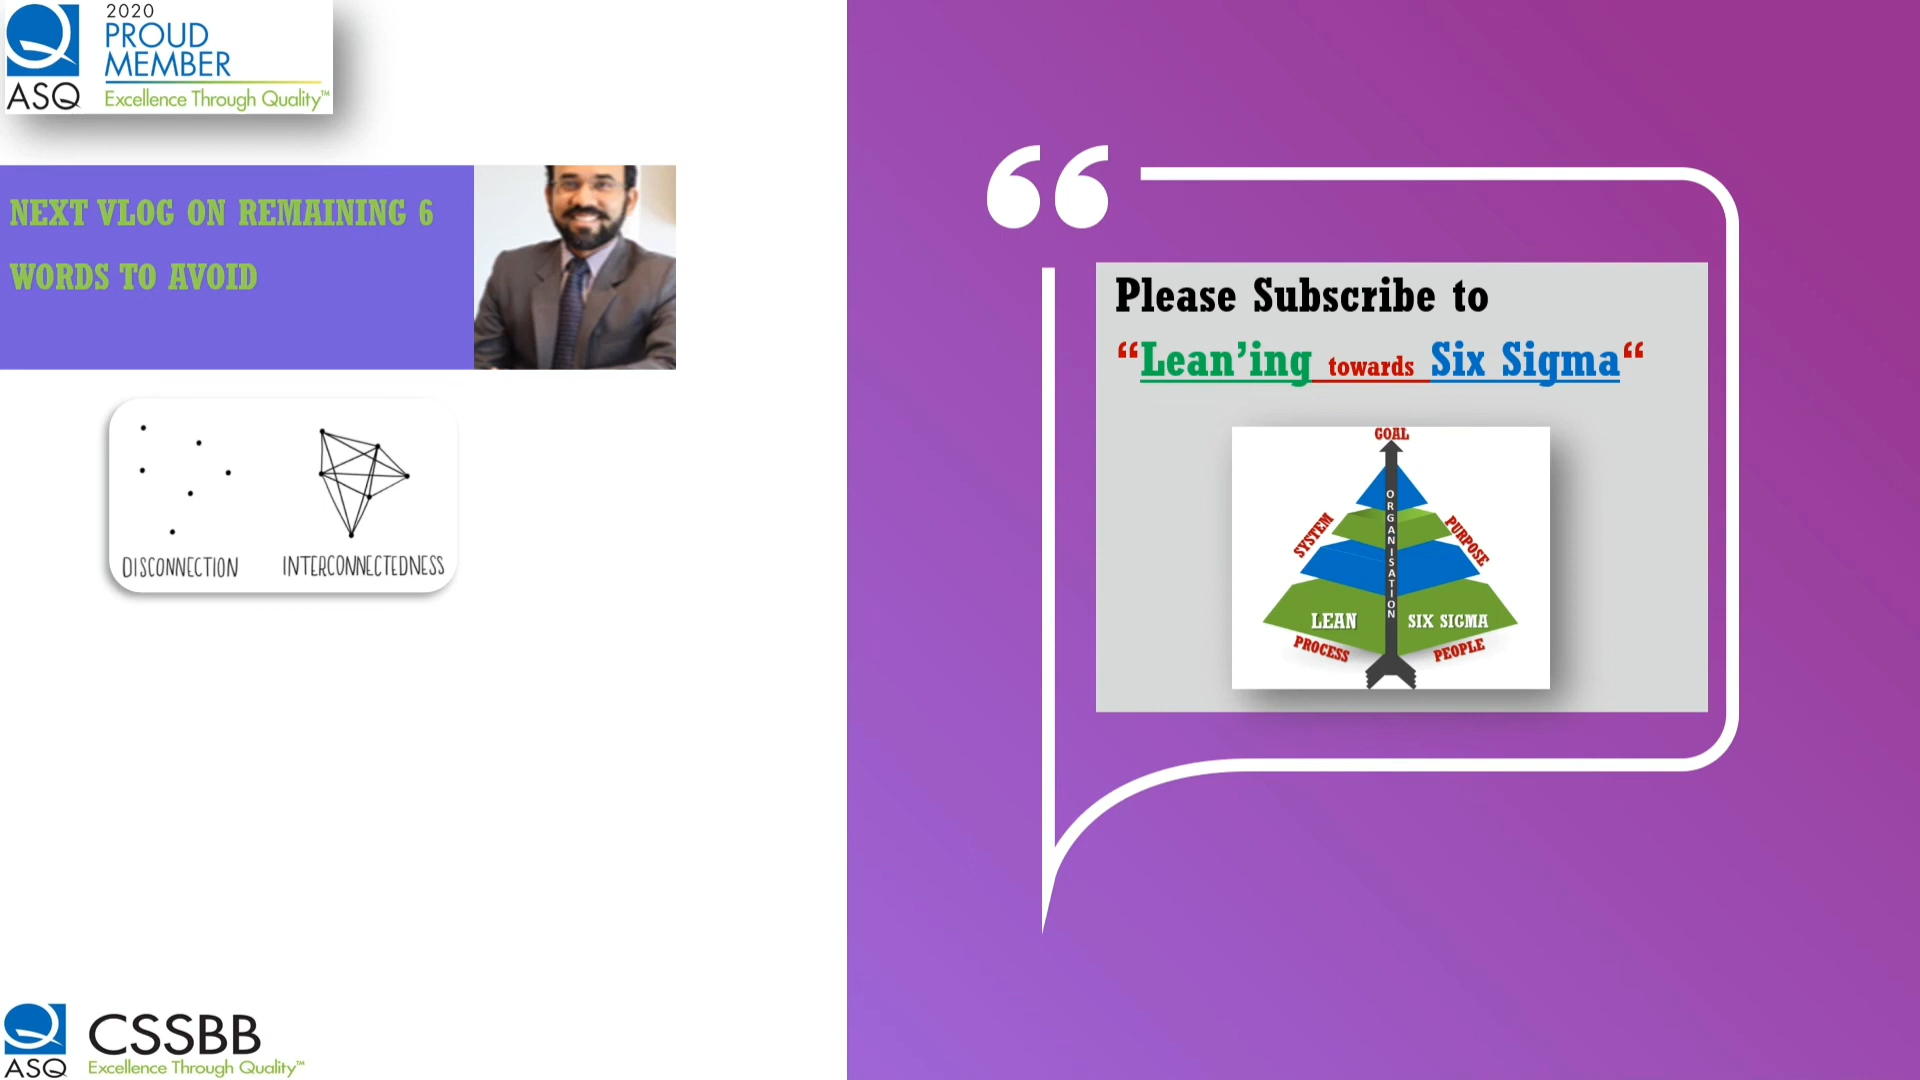 2020
PROUD
MEMBER
ASQ
Excellence Through Quality™
NEXT VLOG ON REMAINING 6
WORDS TO AVOID
DISCONNECTION
INTERCONNECTEDNESS
ASQ
CSSBB
Excellence Through Quality™
Please Subscribe to
“Lean’ing towards Six Sigma“
GOAL
ORGANISATION
SYSTEM
PURPOSE
LEAN
SIX SIGMA
PROCESS
PEOPLE